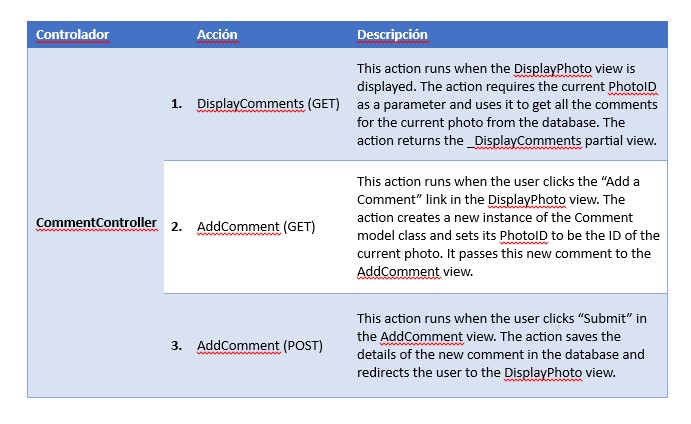 Controlador Acción Descripción
CommentController
1. DisplayComments (GET)
This action runs when the DisplayPhoto view is
displayed. The action requires the current PhotoID
as a parameter and uses it to get all the comments
for the current photo from the database. The
action returns the _DisplayComments partial view.
2. AddComment (GET)
This action runs when the user clicks the “Add a
Comment” link in the DisplayPhoto view. The
action creates a new instance of the Comment
model class and sets its PhotoID to be the ID of the
current photo. It passes this new comment to the
AddComment view.
3. AddComment (POST)
This action runs when the user clicks “Submit” in
the AddComment view. The action saves the
details of the new comment in the database and
redirects the user to the DisplayPhoto view.